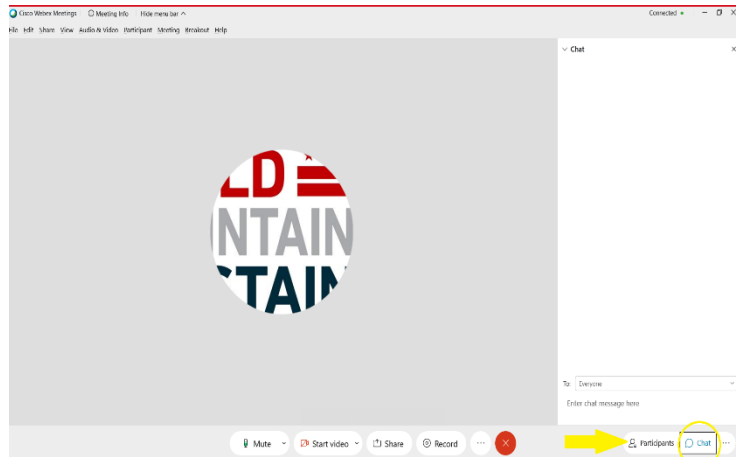 Cisco Webex Meetings Meeting Info Hide menu bar Connected
File Edit Share View Audio & Video Participant Meeting Breakout Help
Chat
LD
NTAIN
STAIN
To: Everyone
Enter chat message here
Mute Start video Share Record Participants Chat